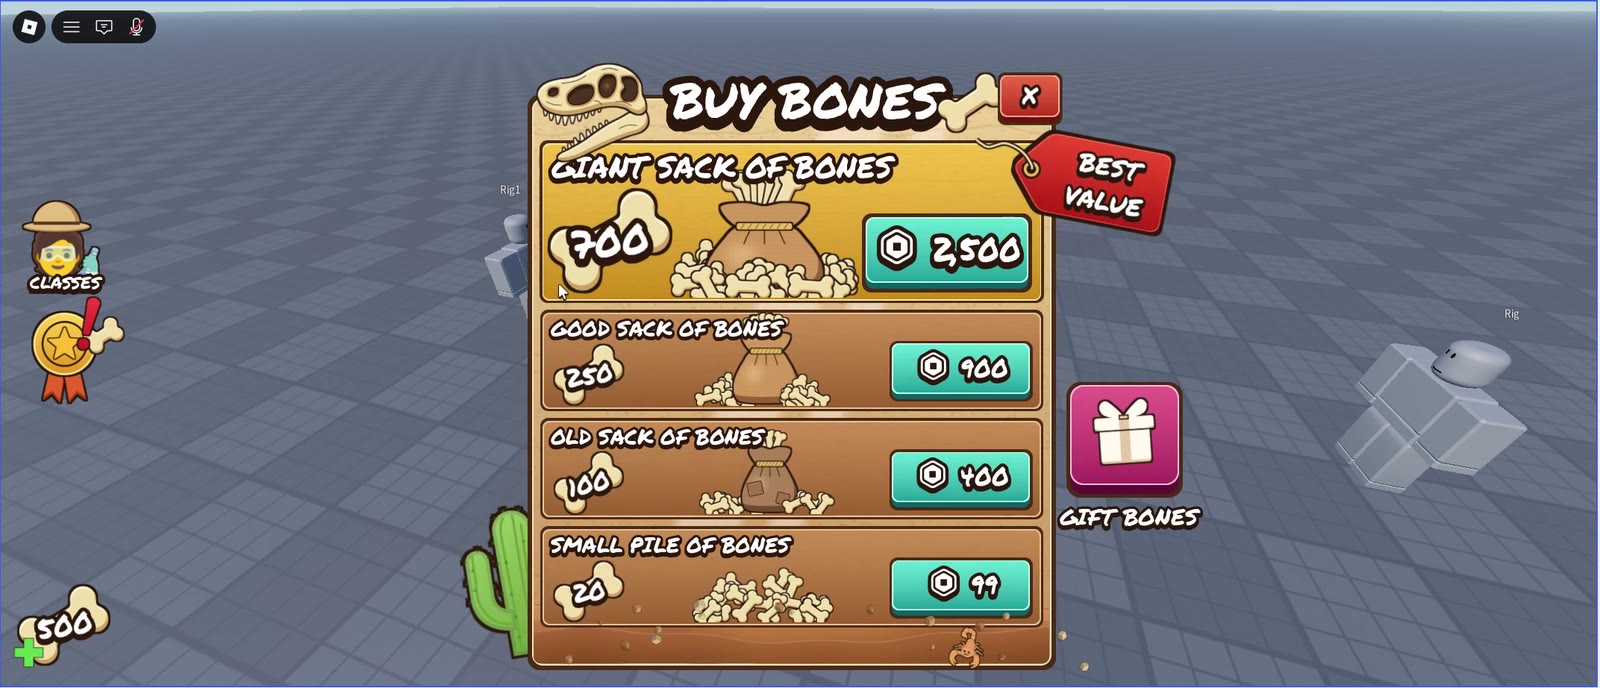 BUY BONES
X
GIANT SACK OF BONES
BEST
VALUE
700
2,500
Rig1
GOOD SACK OF BONES
250
900
CLASSES
Rig
OLD SACK OF BONES
100
400
GIFT BONES
SMALL PILE OF BONES
20
99
500